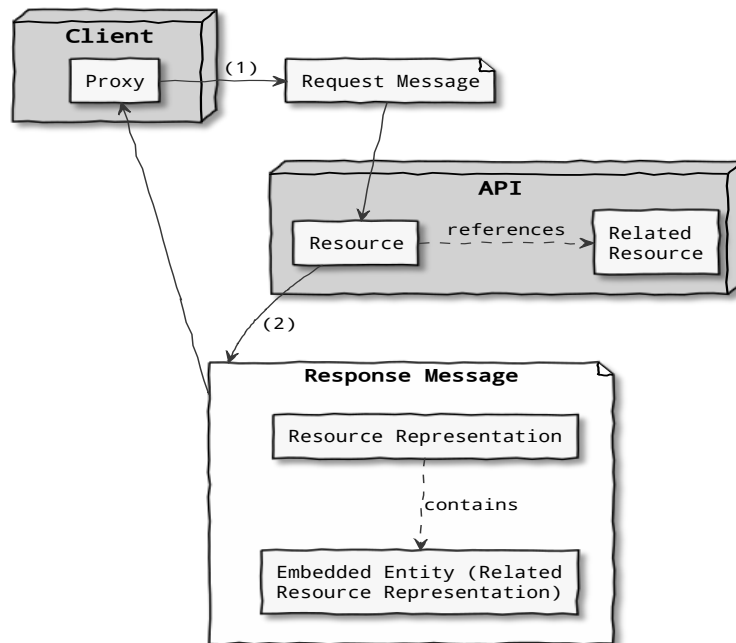 Client
Proxy
(1)
Request Message
API
Resource
references
Related
Resource
(2)
Response Message
Resource Representation
contains
Embedded Entity (Related
Resource Representation)